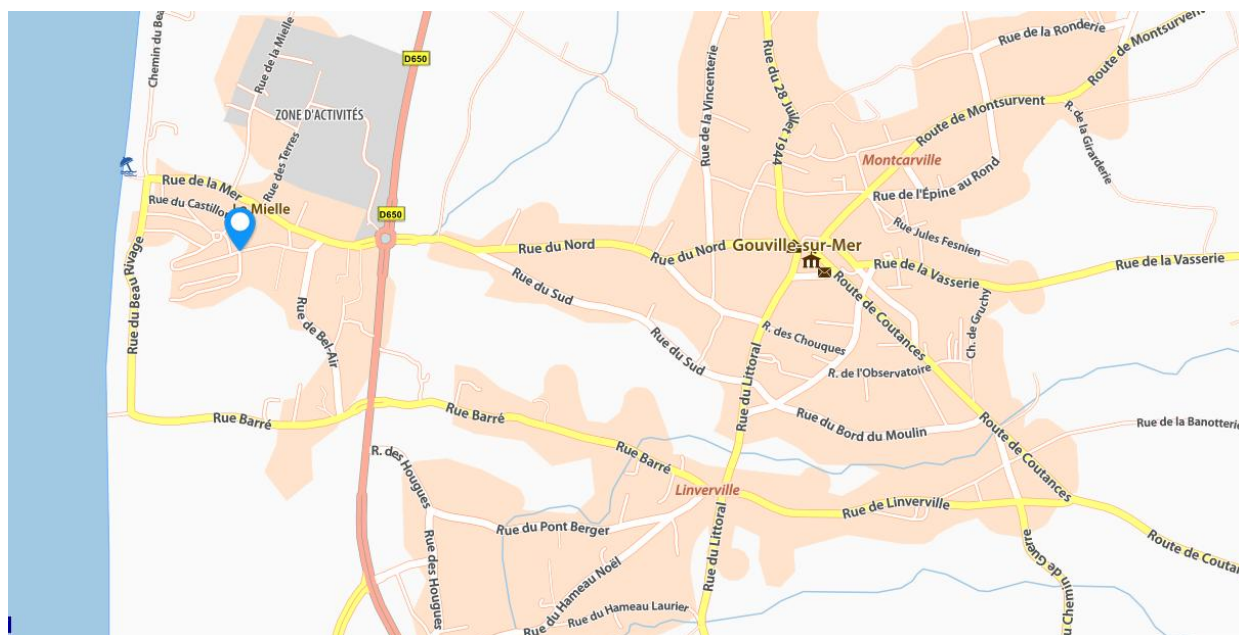 Chemin du Beau
Rue de la Mielle
D650
ZONE D'ACTIVITÉS
Rue des Terres
Rue de la Mer
Rue du Castillon
La Mielle
D650
Rue du Beau Rivage
Rue de Bel-Air
Rue Barré
Rue du Nord
Rue du Nord
Rue du Sud
Rue du Sud
Rue de la Vincenterie
Rue du 28 Juillet 1944
Rue de la Ronderie
Route de Montsurvent
Route de Montsurvent
R. de la Girarderie
Montcarville
Rue de l'Épine au Rond
Rue Jules Fesnien
Gouville-sur-Mer
Rue de la Vasserie
Rue de la Vasserie
Route de Coutances
Ch. de Gruchy
R. des Chouques
R. de l'Observatoire
Rue du Littoral
Rue du Bord du Moulin
Route de Coutances
Rue de la Banotterie
Rue Barré
Rue Barré
R. des Hougues
Linverville
Rue de Linverville
Rue du Pont Berger
Rue des Hougues
Rue du Hameau Noël
Rue du Hameau Laurier
Rue du Littoral
u Chemin de Guerre
Route de Coutan